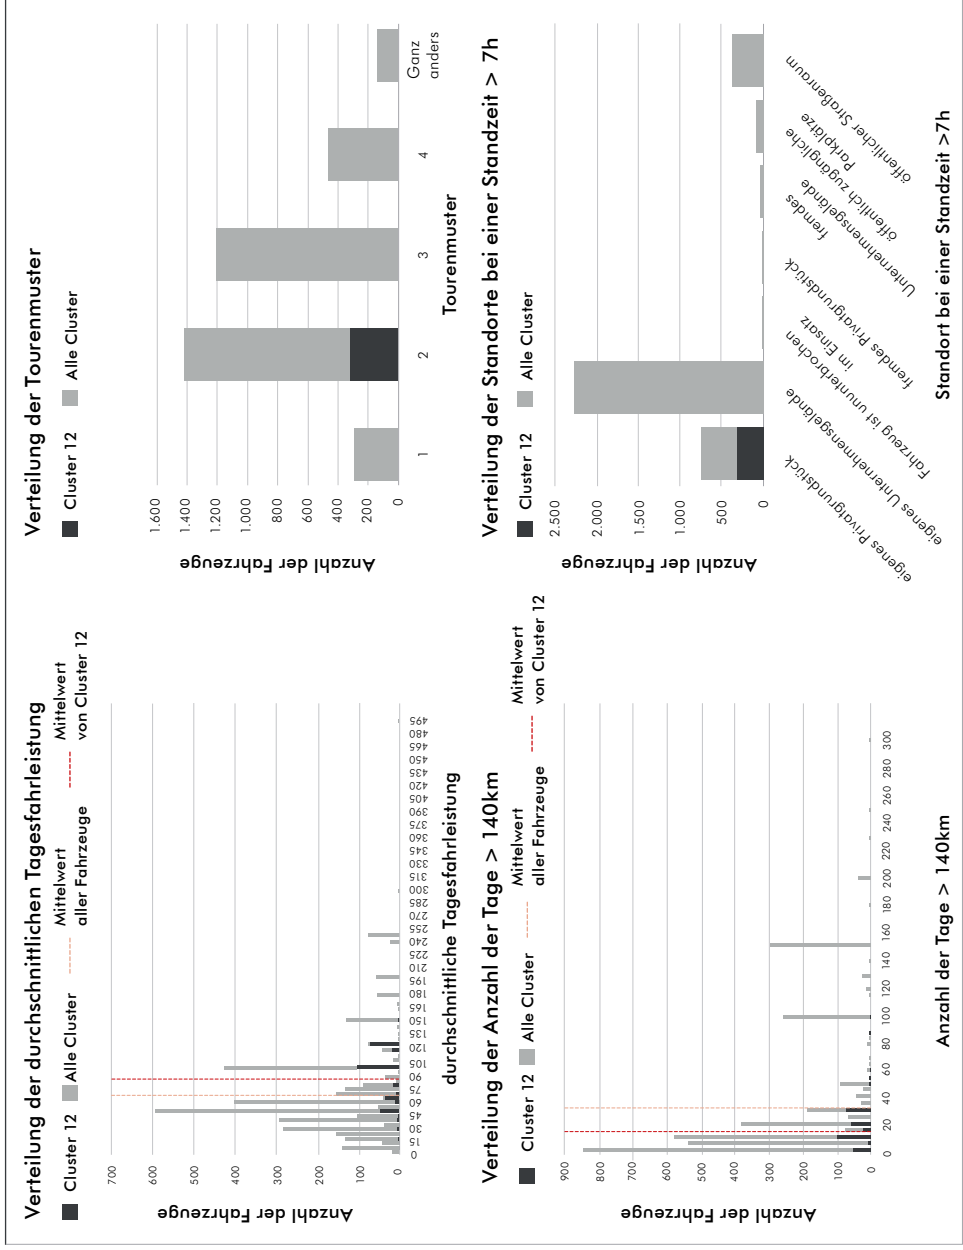 Verteilung der durchschnittlichen Tagesfahrleistung
Cluster 12
Alle Cluster
Mittelwert
aller Fahrzeuge
Mittelwert
von Cluster 12
Anzahl der Fahrzeuge
700
600
500
400
300
200
100
0
0
15
30
45
60
75
90
105
120
135
150
165
180
195
210
225
240
255
270
285
300
315
330
345
360
375
390
405
420
435
450
465
480
495
durchschnittliche Tagesfahrleistung
Verteilung der Tourenmuster
Cluster 12
Alle Cluster
Anzahl der Fahrzeuge
1.600
1.400
1.200
1.000
800
600
400
200
0
1
2
3
4
Ganz
anders
Tourenmuster
Verteilung der Anzahl der Tage > 140km
Cluster 12
Alle Cluster
Mittelwert
aller Fahrzeuge
Mittelwert
von Cluster 12
Anzahl der Fahrzeuge
900
800
700
600
500
400
300
200
100
0
0
20
40
60
80
100
120
140
160
180
200
220
240
260
280
300
Anzahl der Tage > 140km
Verteilung der Standorte bei einer Standzeit > 7h
Cluster 12
Alle Cluster
Anzahl der Fahrzeuge
2.500
2.000
1.500
1.000
500
0
eigenes Privatgrundstück
eigenes Unternehmensgelände
Fahrzeug ist ununterbrochen
im Einsatz
fremdes Privatgrundstück
fremdes
Unternehmensgelände
öffentlich zugängliche
Parkplätze
öffentlicher Straßenraum
Standort bei einer Standzeit >7h